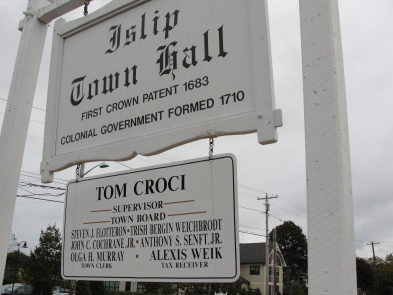 Islip
Town Hall
FIRST CROWN PATENT 1683
COLONIAL GOVERNMENT FORMED 1710
TOM CROCI
SUPERVISOR
TOWN BOARD
STEVEN J. FLOTTERON • TRISH BERGIN WEICHBRODT
JOHN C. COCHRANE, JR. • ANTHONY S. SENFT, JR.
OLGA H. MURRAY • ALEXIS WEIK
TOWN CLERK TAX RECEIVER